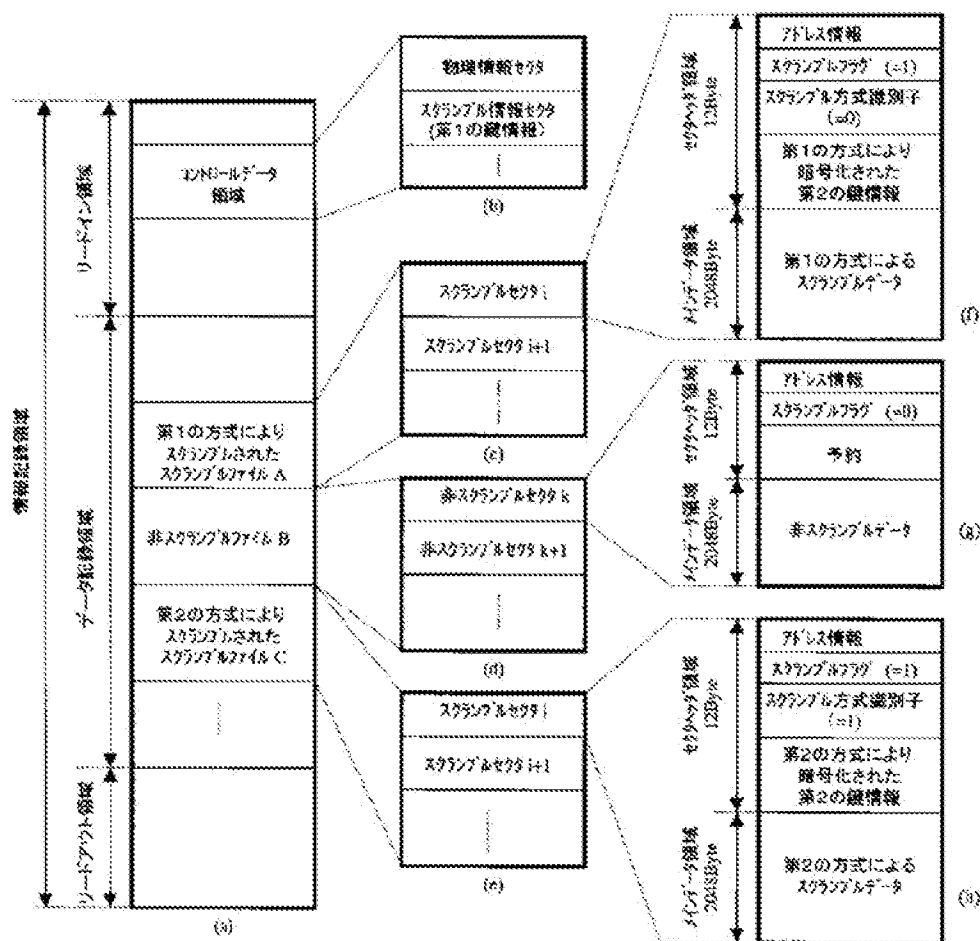 情報記録領域
リードイン領域
データ記録領域
リードアウト領域
コントロールデータ
領域
第1の方式により
スクランブルされた
スクランブルファイル A
非スクランブルファイル B
第2の方式により
スクランブルされた
スクランブルファイル C
(a)
物理情報セクタ
スクランブル情報セクタ
(第1の鍵情報)
(b)
スクランブルセクタ i
スクランブルセクタ i+1
(c)
非スクランブルセクタ k
非スクランブルセクタ k+1
(d)
スクランブルセクタ j
スクランブルセクタ j+1
(e)
セクタヘッダ領域
12Byte
メインデータ領域
2048Byte
アドレス情報
スクランブルフラグ (=1)
スクランブル方式識別子
(=0)
第1の方式により
暗号化された
第2の鍵情報
第1の方式による
スクランブルデータ
(f)
セクタヘッダ領域
12Byte
メインデータ領域
2048Byte
アドレス情報
スクランブルフラグ (=0)
予約
非スクランブルデータ
(g)
セクタヘッダ領域
12Byte
メインデータ領域
2048Byte
アドレス情報
スクランブルフラグ (=1)
スクランブル方式識別子
(=1)
第2の方式により
暗号化された
第2の鍵情報
第2の方式による
スクランブルデータ
(h)